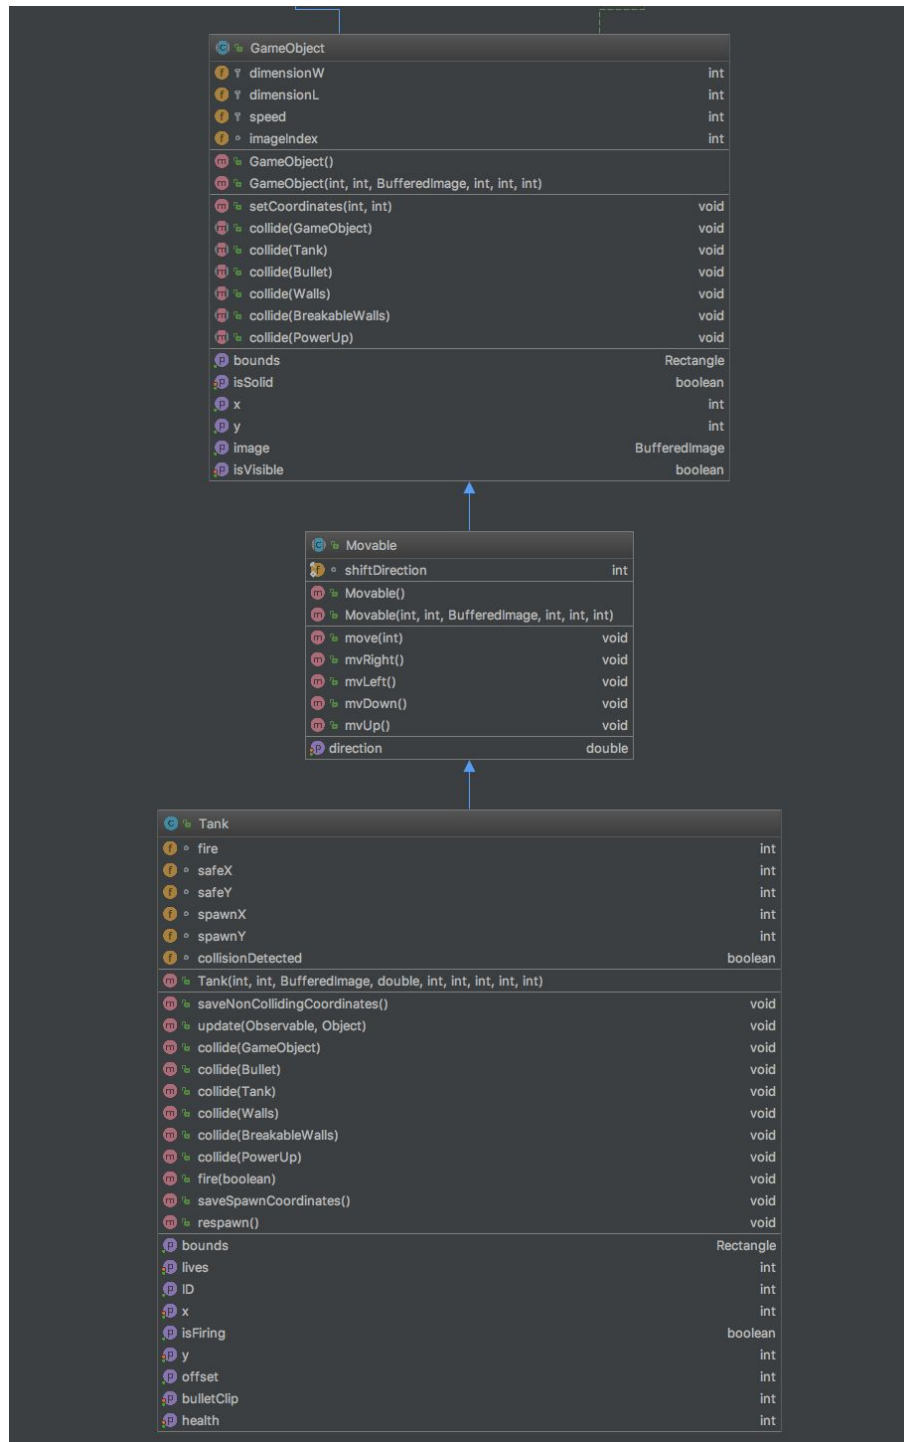 GameObject
dimensionW int
dimensionL int
speed int
imageIndex int
GameObject()
GameObject(int, int, BufferedImage, int, int, int)
setCoordinates(int, int) void
collide(GameObject) void
collide(Tank) void
collide(Bullet) void
collide(Walls) void
collide(BreakableWalls) void
collide(PowerUp) void
bounds Rectangle
isSolid boolean
x int
y int
image BufferedImage
isVisible boolean
Movable
shiftDirection int
Movable()
Movable(int, int, BufferedImage, int, int, int)
move(int) void
mvRight() void
mvLeft() void
mvDown() void
mvUp() void
direction double
Tank
fire int
safeX int
safeY int
spawnX int
spawnY int
collisionDetected boolean
Tank(int, int, BufferedImage, double, int, int, int, int, int)
saveNonCollidingCoordinates() void
update(Observable, Object) void
collide(GameObject) void
collide(Bullet) void
collide(Tank) void
collide(Walls) void
collide(BreakableWalls) void
collide(PowerUp) void
fire(boolean) void
saveSpawnCoordinates() void
respawn() void
bounds Rectangle
lives int
ID int
x int
isFiring boolean
y int
offset int
bulletClip int
health int